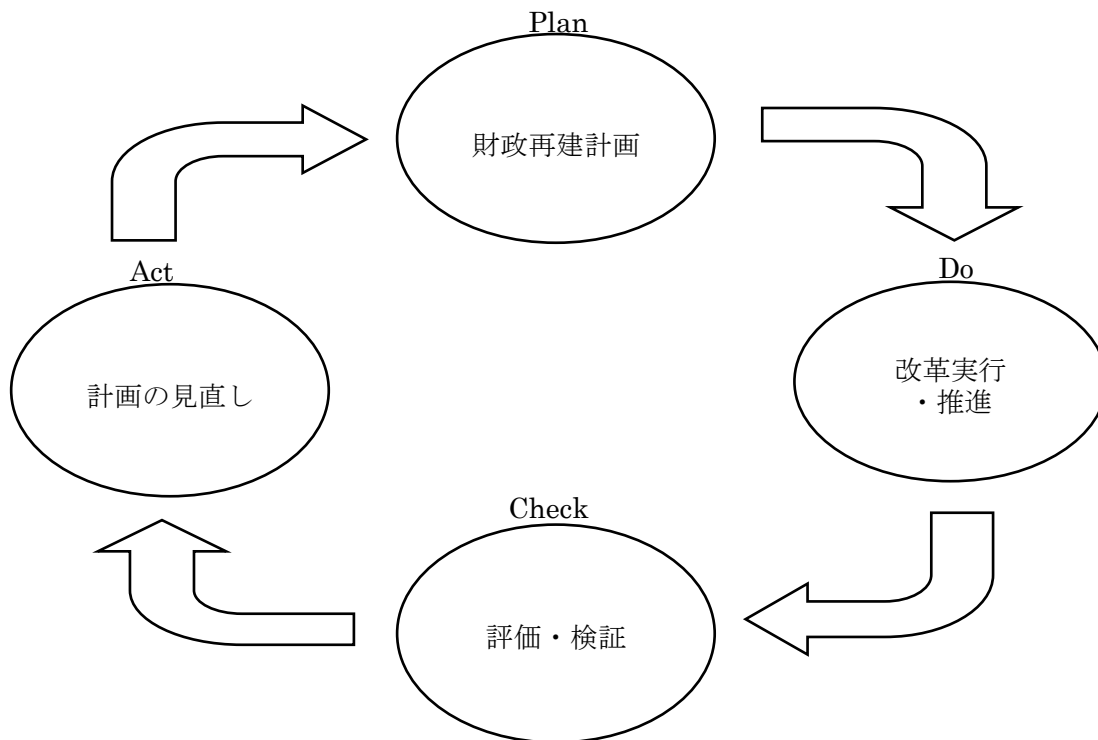 Plan
財政再建計画
Act
計画の見直し
Do
改革実行
・推進
Check
評価・検証